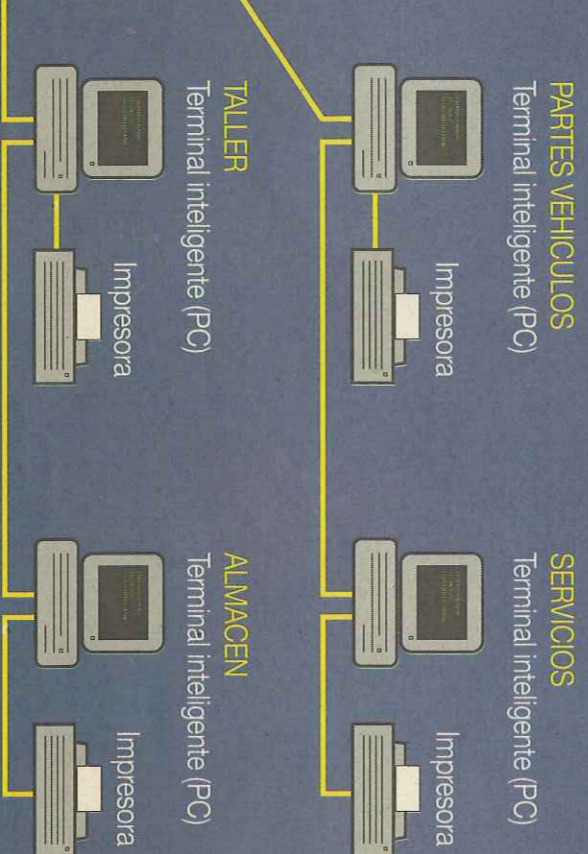 PARTES VEHICULOS
Terminal inteligente (PC)
Impresora
SERVICIOS
Terminal inteligente (PC)
Impresora
TALLER
Terminal inteligente (PC)
Impresora
ALMACEN
Terminal inteligente (PC)
Impresora